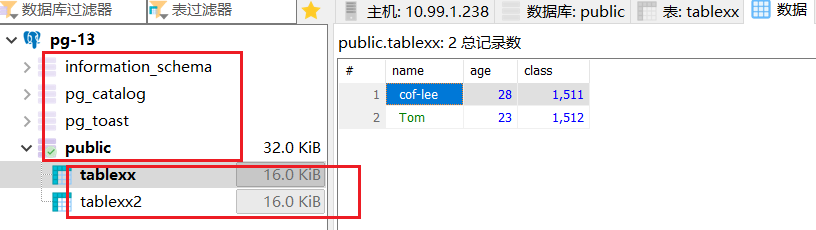 数据库过滤器 表过滤器 主机: 10.99.1.238 数据库: public 表: tablexx 数据
pg-13
information_schema
pg_catalog
pg_toast
public 32.0 KiB
tablexx 16.0 KiB
tablexx2 16.0 KiB
public.tablexx: 2 总记录数
# name age class
1 cof-lee 28 1,511
2 Tom 23 1,512